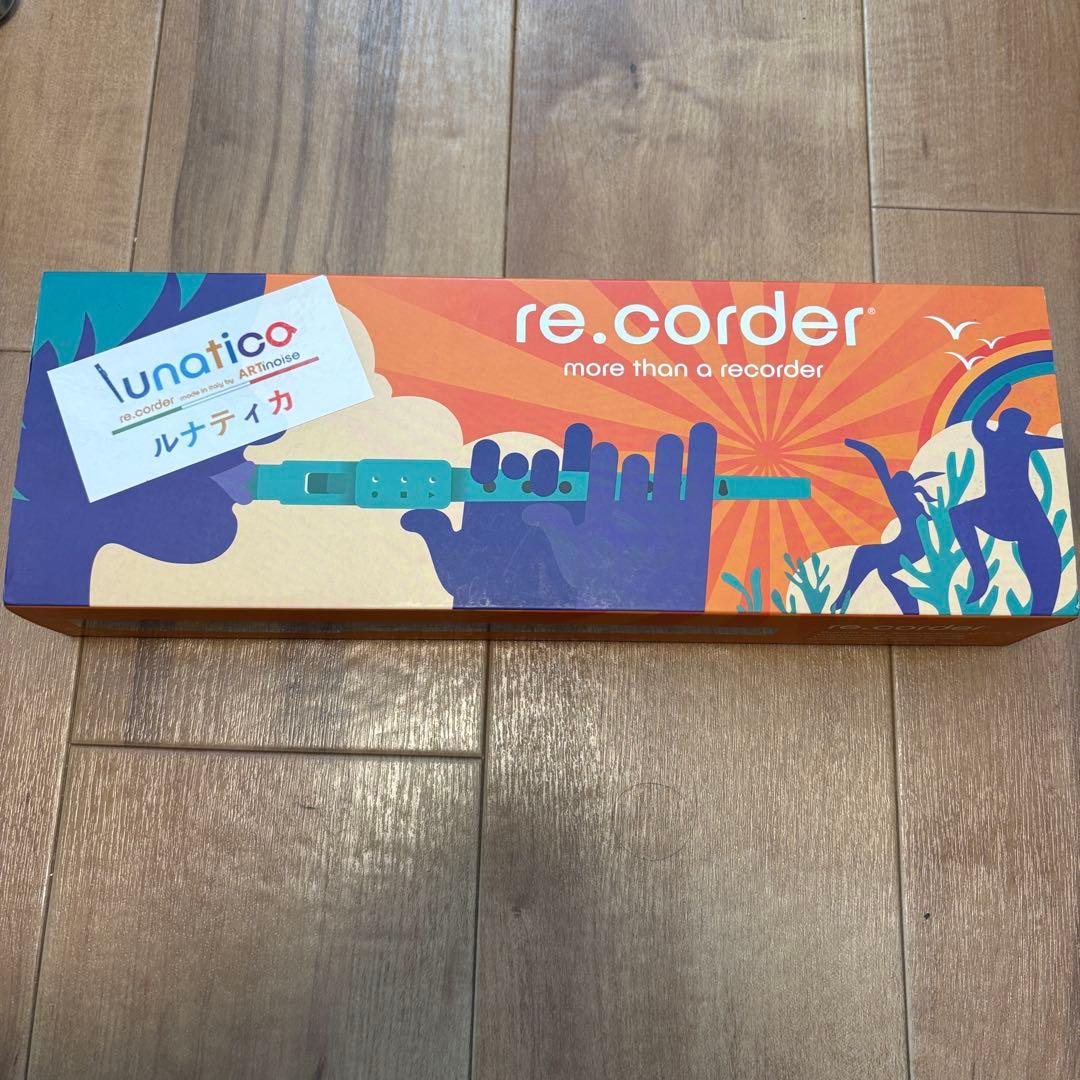 re.corder®
more than a recorder
lunatica
re.corder made in Italy by ARTinoise
ルナティカ
re.corder